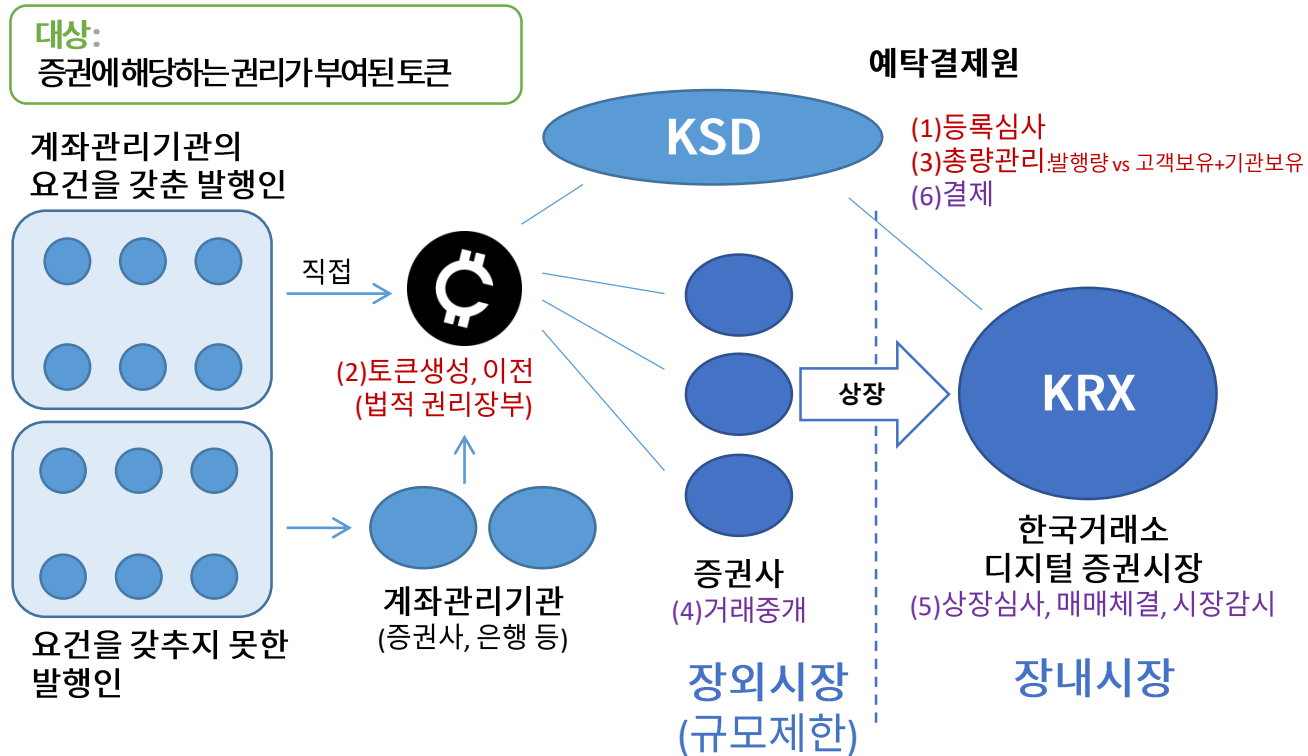 대상:
증권에 해당하는 권리가 부여된 토큰
계좌관리기관의
요건을 갖춘 발행인
직접
(2)토큰생성, 이전
(법적 권리장부)
요건을 갖추지 못한
발행인
계좌관리기관
(증권사, 은행 등)
예탁결제원
KSD
(1)등록심사
(3)총량관리:발행량 vs 고객보유+기관보유
(6)결제
상장
증권사
(4)거래중개
장외시장
(규모제한)
KRX
한국거래소
디지털 증권시장
(5)상장심사, 매매체결, 시장감시
장내시장